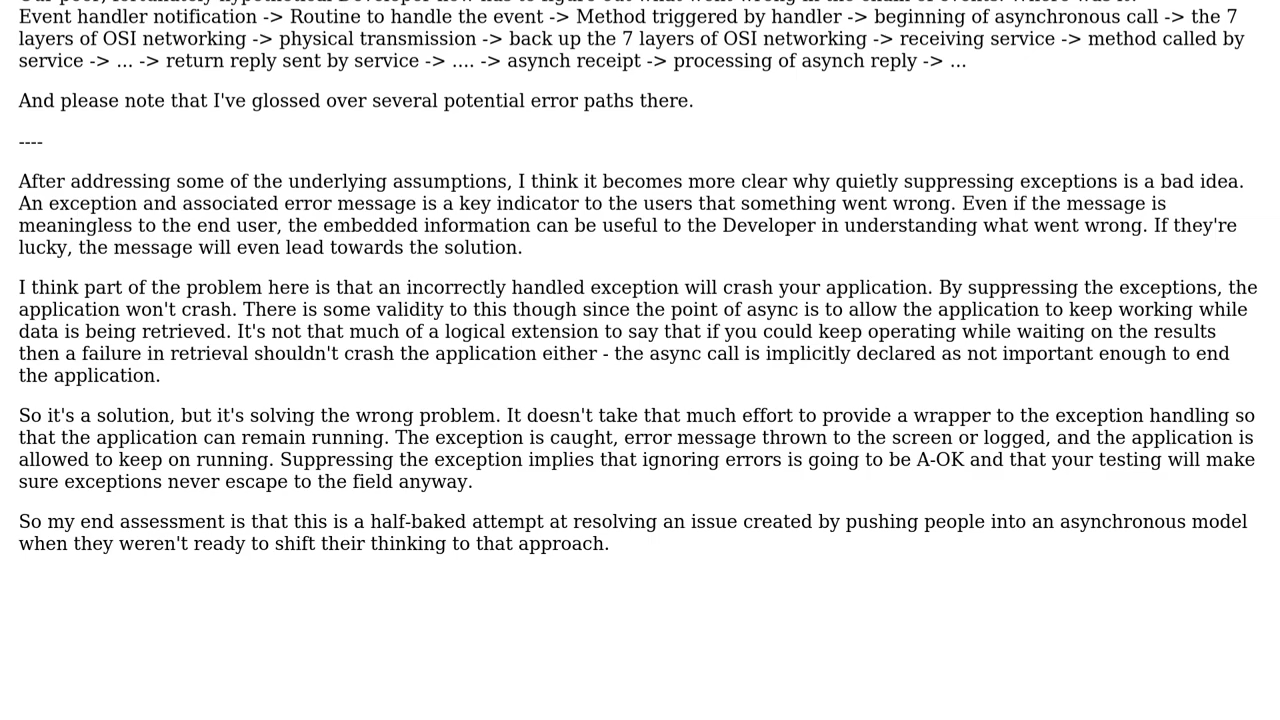 Event handler notification -> Routine to handle the event -> Method triggered by handler -> beginning of asynchronous call -> the 7
layers of OSI networking -> physical transmission -> back up the 7 layers of OSI networking -> receiving service -> method called by
service -> ... -> return reply sent by service -> .... -> asynch receipt -> processing of asynch reply -> ...
And please note that I've glossed over several potential error paths there.
----
After addressing some of the underlying assumptions, I think it becomes more clear why quietly suppressing exceptions is a bad idea.
An exception and associated error message is a key indicator to the users that something went wrong. Even if the message is
meaningless to the end user, the embedded information can be useful to the Developer in understanding what went wrong. If they're
lucky, the message will even lead towards the solution.
I think part of the problem here is that an incorrectly handled exception will crash your application. By suppressing the exceptions, the
application won't crash. There is some validity to this though since the point of async is to allow the application to keep working while
data is being retrieved. It's not that much of a logical extension to say that if you could keep operating while waiting on the results
then a failure in retrieval shouldn't crash the application either - the async call is implicitly declared as not important enough to end
the application.
So it's a solution, but it's solving the wrong problem. It doesn't take that much effort to provide a wrapper to the exception handling so
that the application can remain running. The exception is caught, error message thrown to the screen or logged, and the application is
allowed to keep on running. Suppressing the exception implies that ignoring errors is going to be A-OK and that your testing will make
sure exceptions never escape to the field anyway.
So my end assessment is that this is a half-baked attempt at resolving an issue created by pushing people into an asynchronous model
when they weren't ready to shift their thinking to that approach.